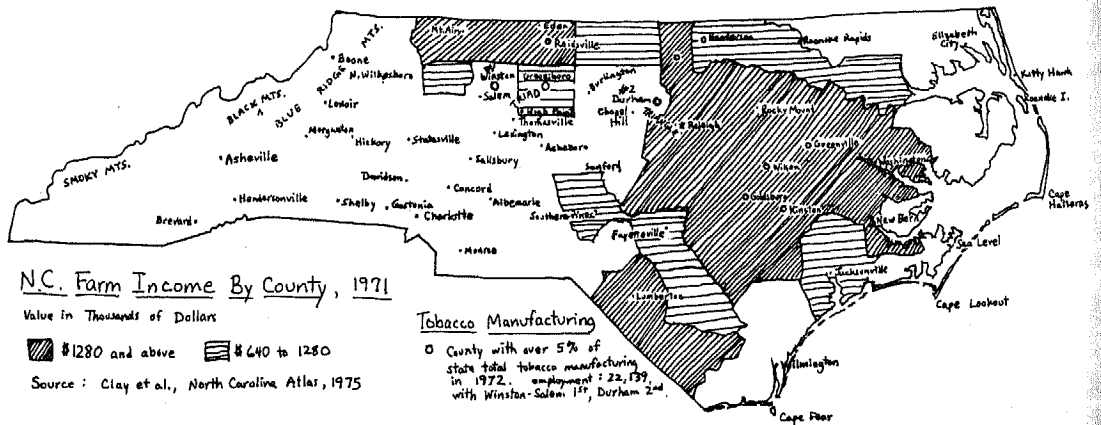 Mt. Airy
Eden
Reidsville
Henderson
Roanoke Rapids
Elizabeth City
Kitty Hawk
Roanoke I.
Boone
N. Wilkesboro
BLACK MTS.
BLUE RIDGE MTS.
SMOKY MTS.
Lenoir
Morganton
Hickory
Statesville
#1
Winston
Salem
Greensboro
TRIAD
High Point
Thomasville
Lexington
Asheboro
Burlington
#2
Durham
Chapel Hill
Raleigh
Rocky Mount
Greenville
Wilson
Washington
Asheville
Salisbury
Davidson
Concord
Albemarle
Sanford
Southern Pines
Goldsboro
Kinston
New Bern
Cape Hatteras
Hendersonville
Brevard
Shelby
Gastonia
Charlotte
Monroe
Fayetteville
Lumberton
Jacksonville
Sea Level
Cape Lookout
Wilmington
Cape Fear
N.C. Farm Income By County, 1971
Value in Thousands of Dollars
$1280 and above
$640 to 1280
Source: Clay et al., North Carolina Atlas, 1975
Tobacco Manufacturing
County with over 5% of
state total tobacco manufacturing
in 1972. employment: 22,139,
with Winston-Salem 1st, Durham 2nd.